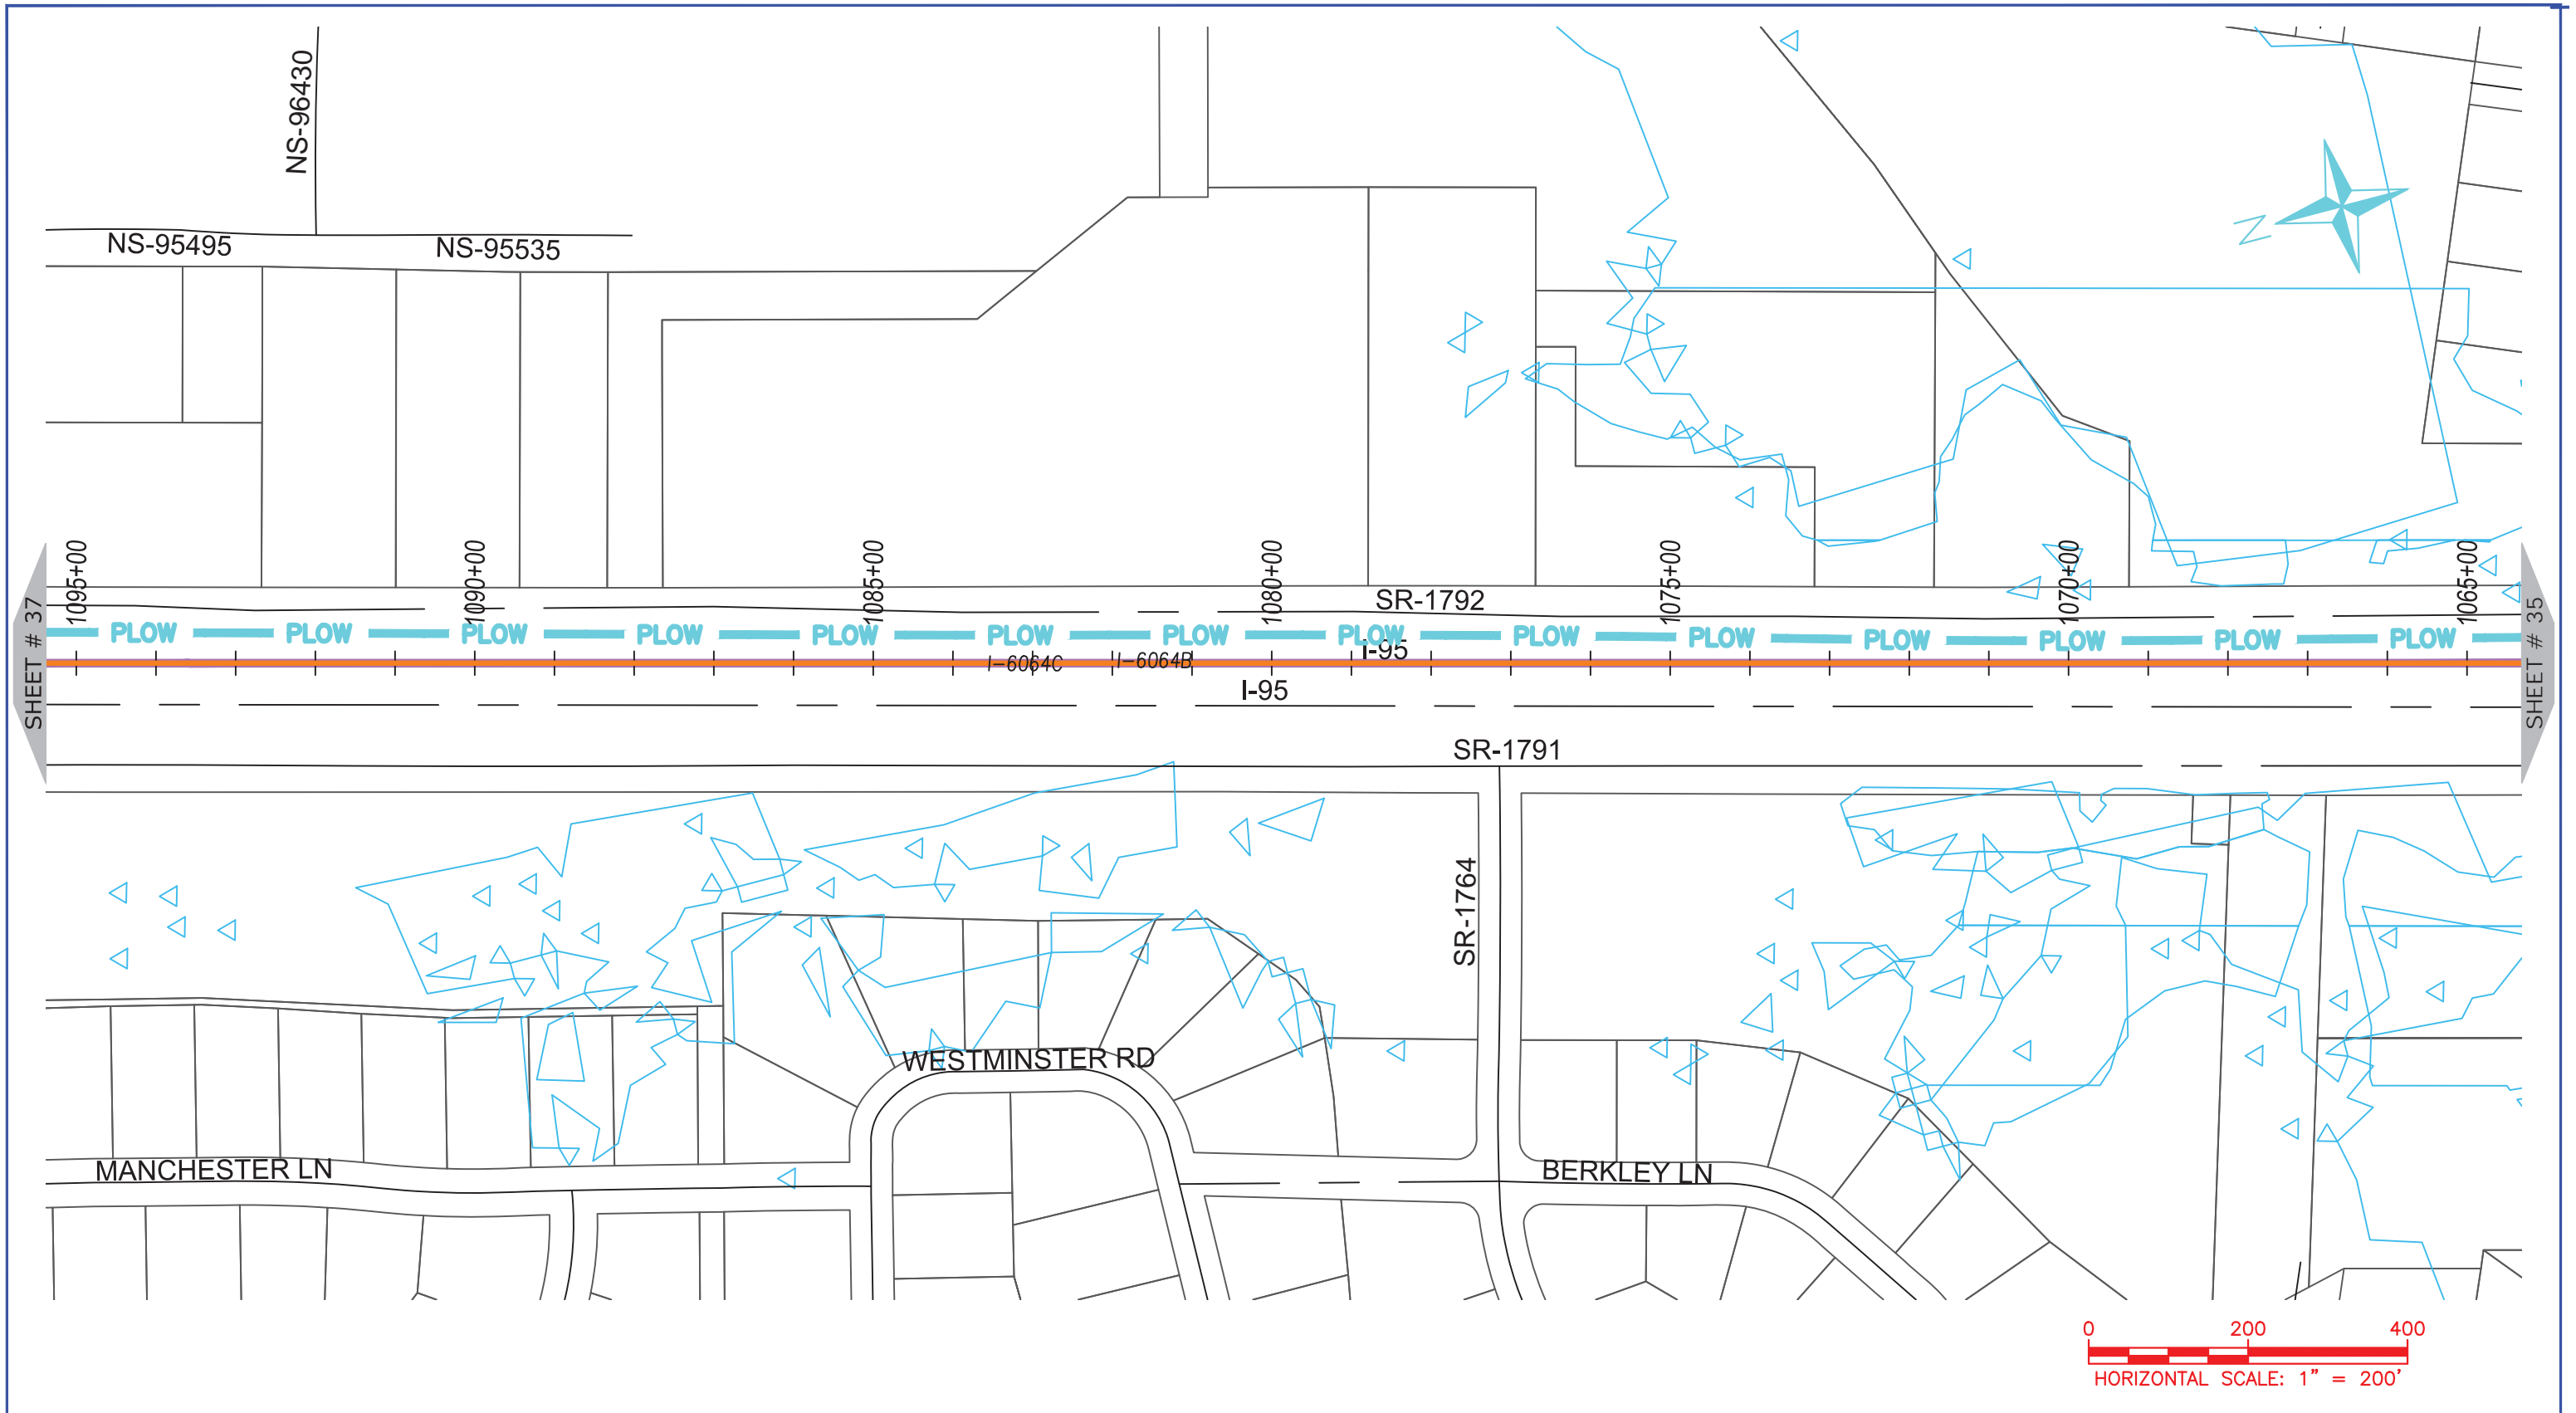 NS-96430
NS-95495
NS-95535
N
1095+00
1090+00
1085+00
1080+00
1075+00
1070+00
1065+00
SR-1792
PLOW PLOW PLOW PLOW PLOW PLOW PLOW PLOW PLOW PLOW PLOW PLOW PLOW PLOW
I-95
I-6064C
I-6064B
I-95
SHEET # 37
SHEET # 35
SR-1791
SR-1764
WESTMINSTER RD
MANCHESTER LN
BERKLEY LN
0 200 400
HORIZONTAL SCALE: 1" = 200'